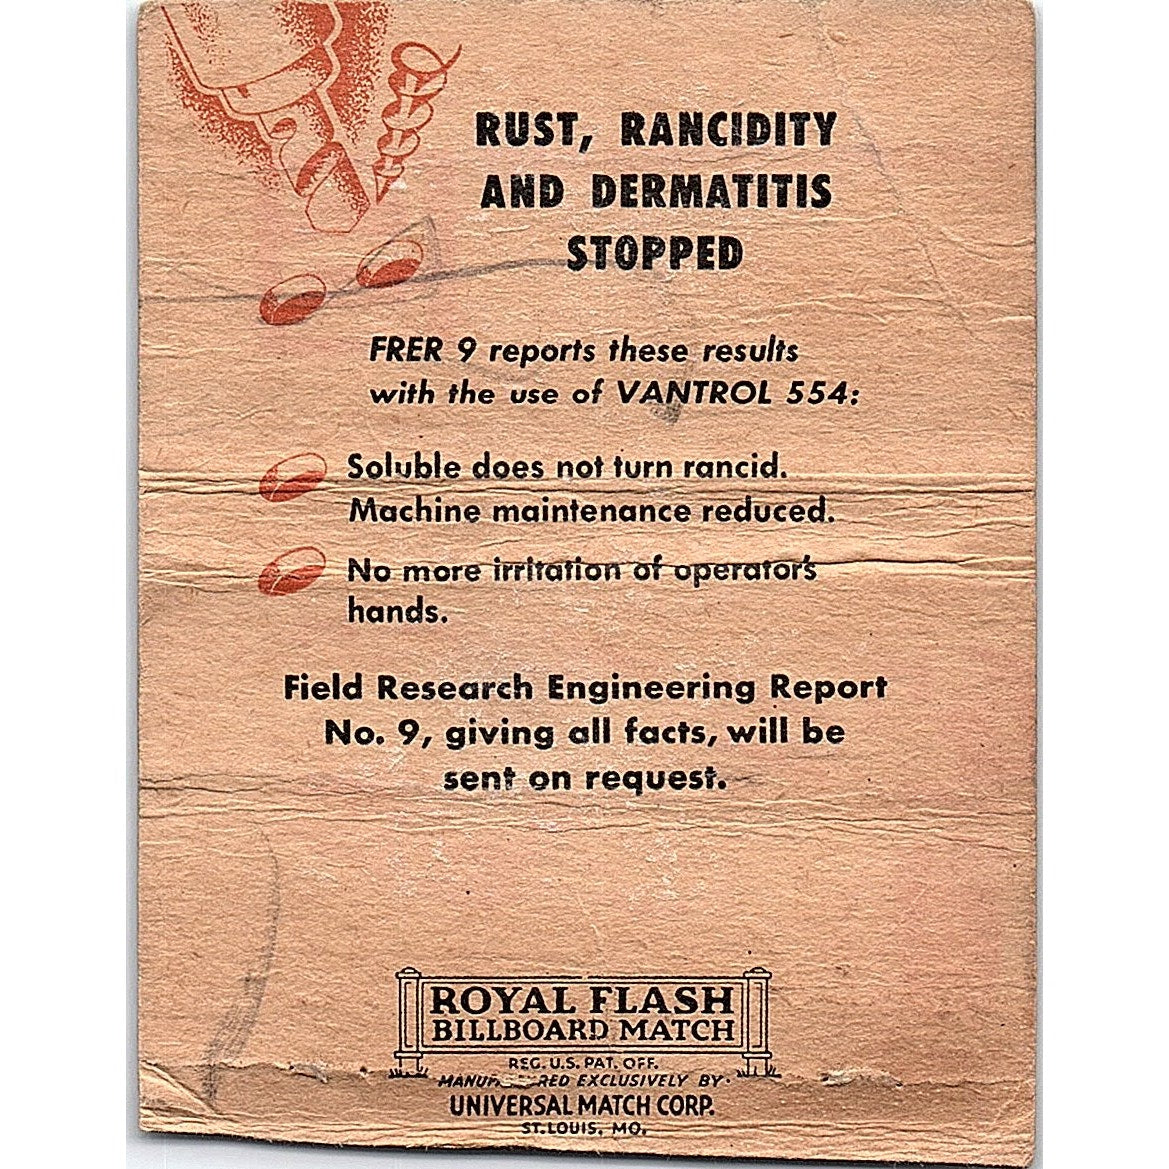 RUST, RANCIDITY
AND DERMATITIS
STOPPED
FRER 9 reports these results
with the use of VANTROL 554:
Soluble does not turn rancid.
Machine maintenance reduced.
No more irritation of operator's
hands.
Field Research Engineering Report
No. 9, giving all facts, will be
sent on request.
ROYAL FLASH
BILLBOARD MATCH
REG. U.S. PAT. OFF.
EXCLUSIVELY BY
UNIVERSAL MATCH CORP.
ST. LOUIS, MO.